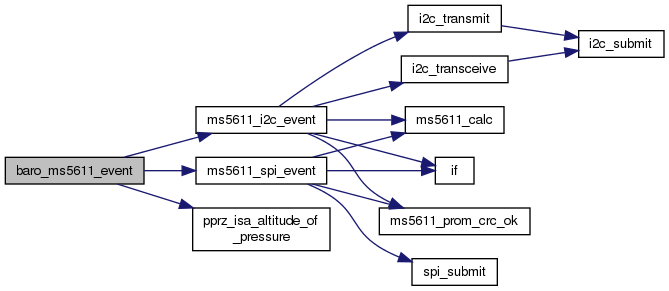 i2c_transmit
i2c_submit
i2c_transceive
ms5611_i2c_event
ms5611_calc
baro_ms5611_event
ms5611_spi_event
if
pprz_isa_altitude_of
_pressure
ms5611_prom_crc_ok
spi_submit